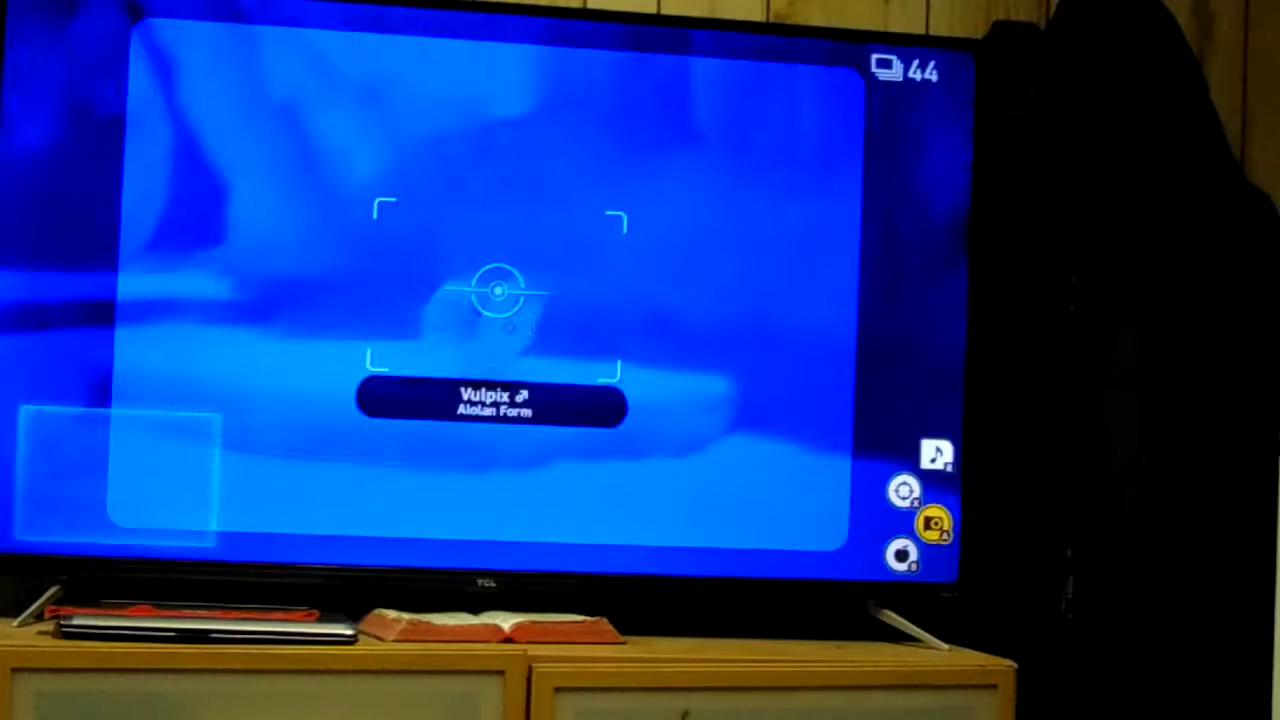 44
Vulpix ♂
Alolan Form
R
X
A
B
TCL